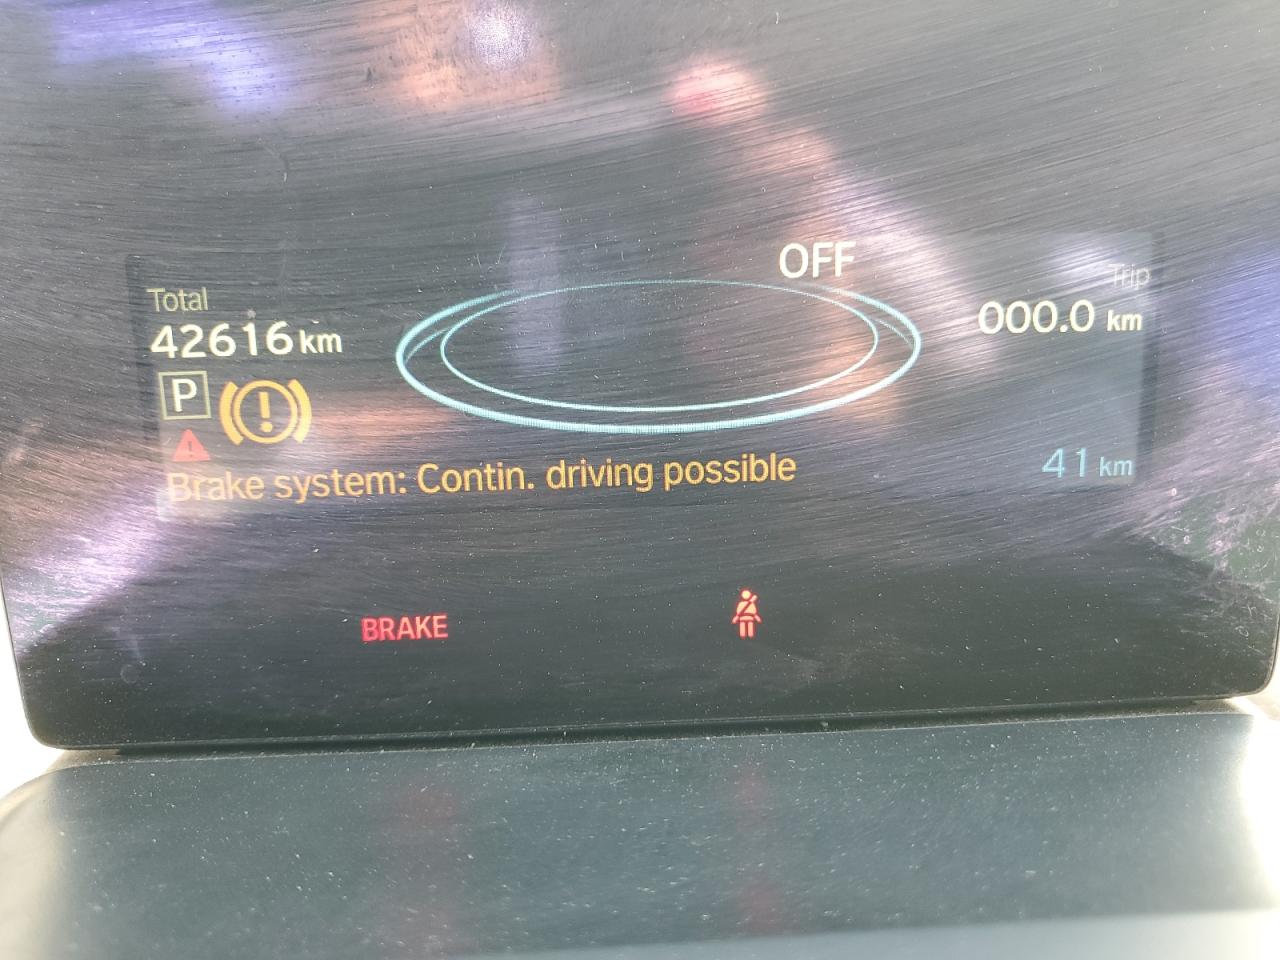 OFF
Trip
Total
000.0 km
42616 km
P
Brake system: Contin. driving possible
41 km
BRAKE